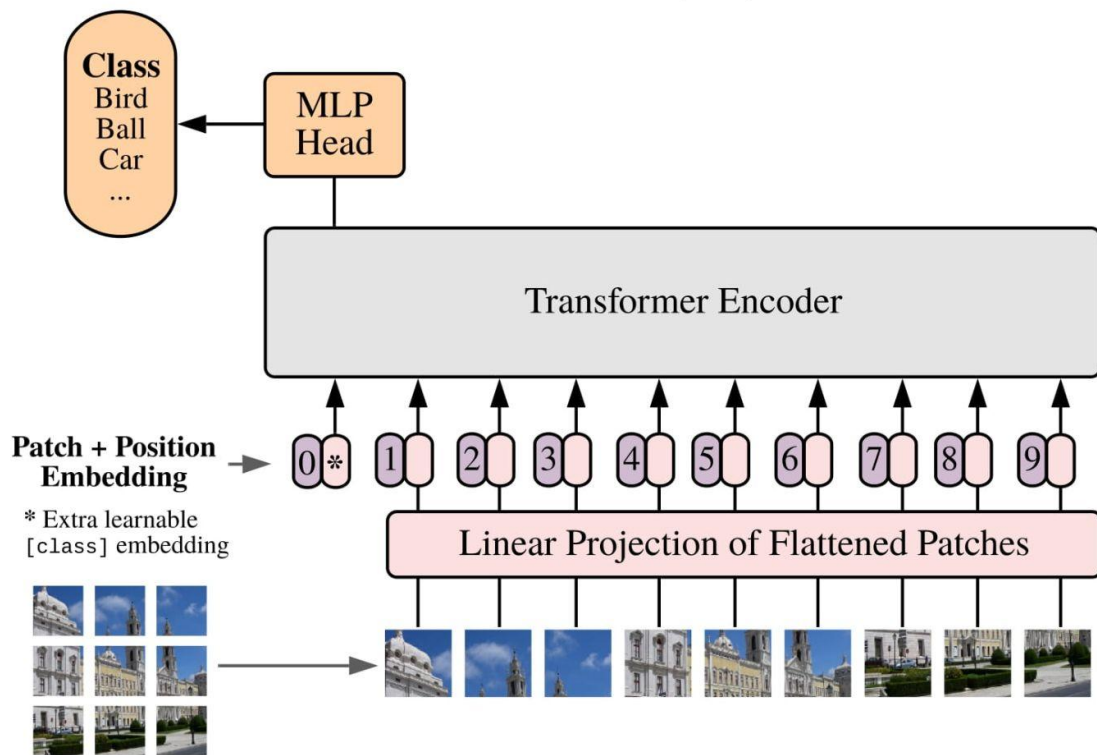 Class
Bird
Ball
Car
...
MLP
Head
Transformer Encoder
Patch + Position
Embedding
0 * 1 2 3 4 5 6 7 8 9
* Extra learnable
[class] embedding
Linear Projection of Flattened Patches